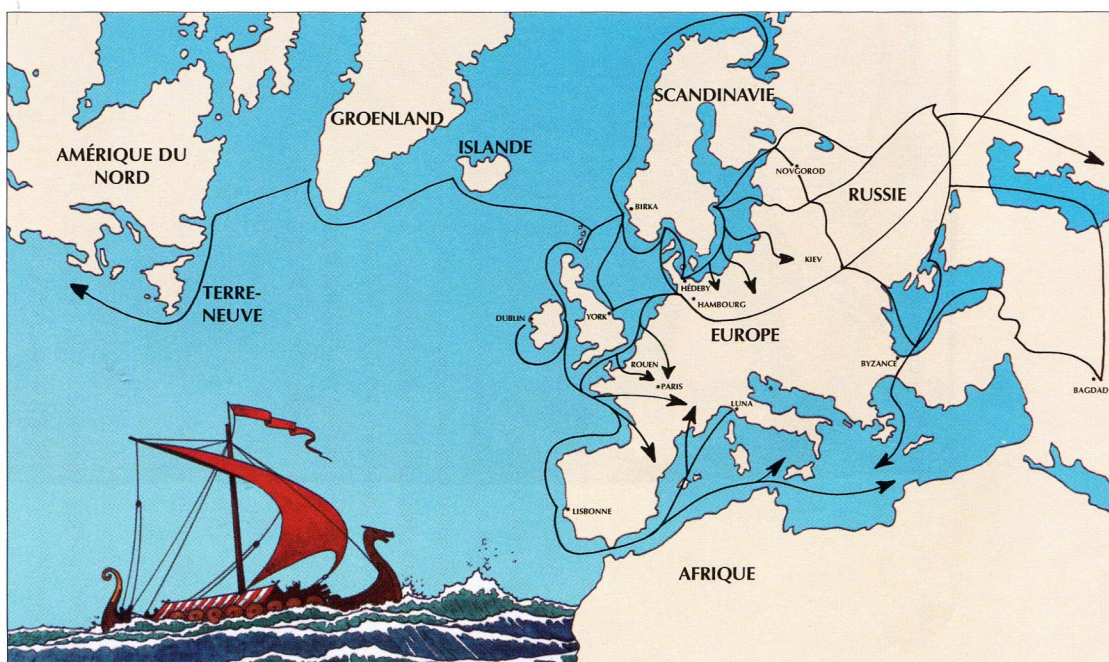 SCANDINAVIE
GROENLAND
ISLANDE
AMÉRIQUE DU
NORD
NOVGOROD
RUSSIE
BIRKA
KIEV
HÉDEBY
HAMBOURG
TERRE-
NEUVE
DUBLIN
YORK
EUROPE
ROUEN
BYZANCE
PARIS
BAGDAD
LUNA
LISBONNE
AFRIQUE